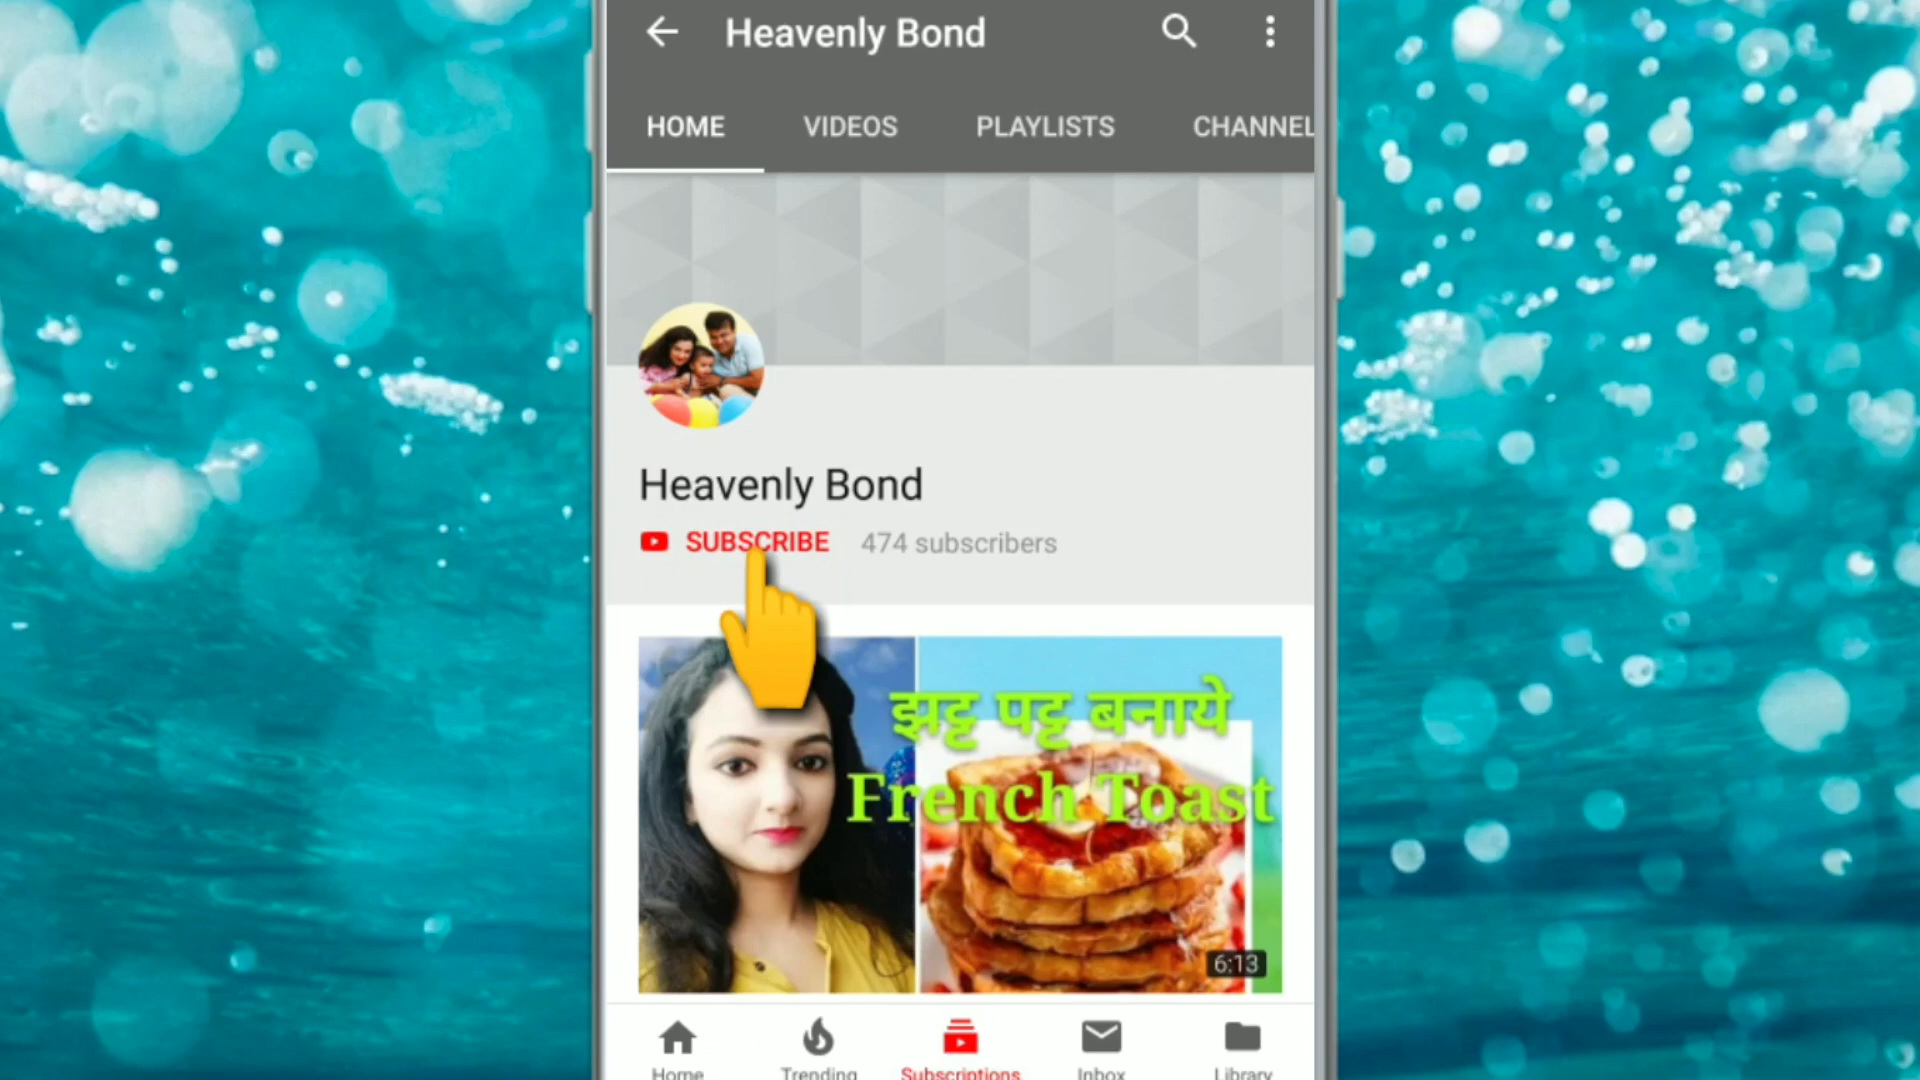 Heavenly Bond
HOME VIDEOS PLAYLISTS CHANNEL
Heavenly Bond
SUBSCRIBE 474 subscribers
झट्ट पट्ट बनाये
French Toast
6:13
Home Trending Subscriptions Inbox Library